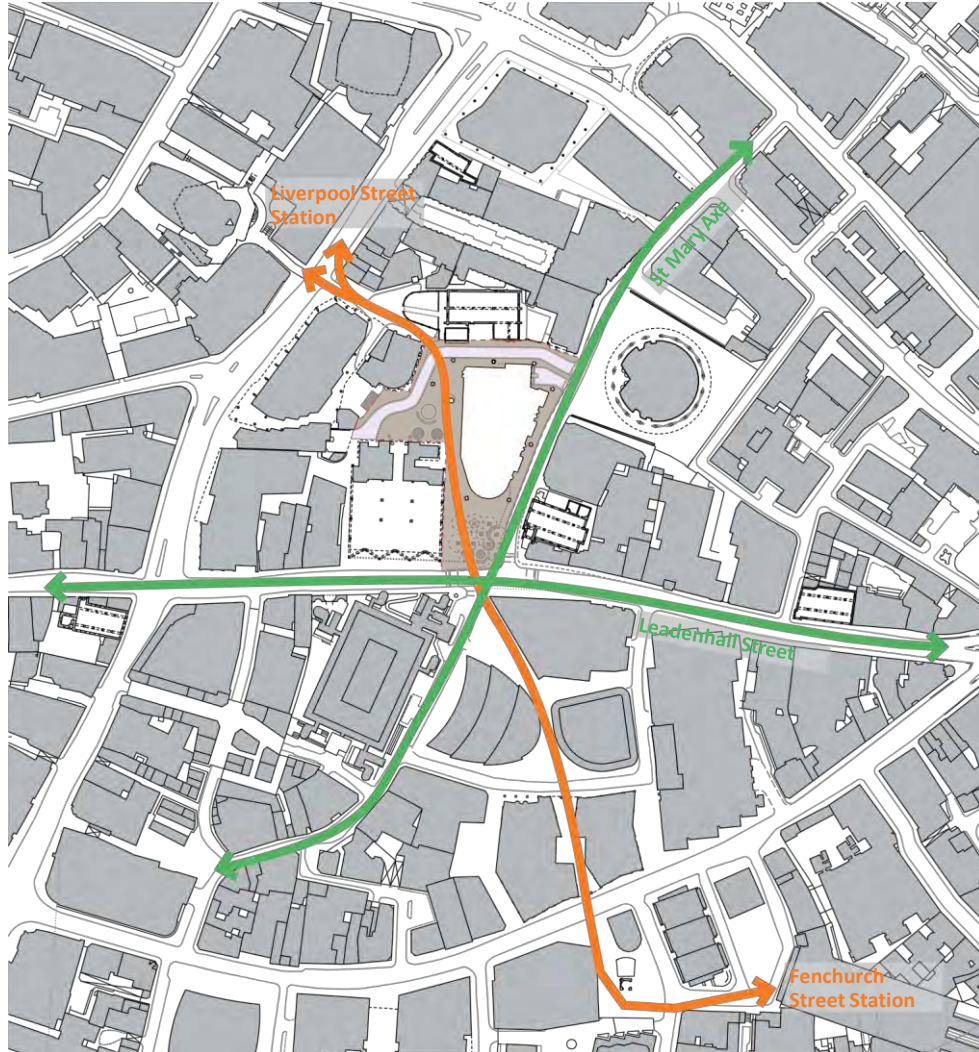 Liverpool Street
Station
St Mary Axe
Leadenhall Street
Fenchurch
Street Station